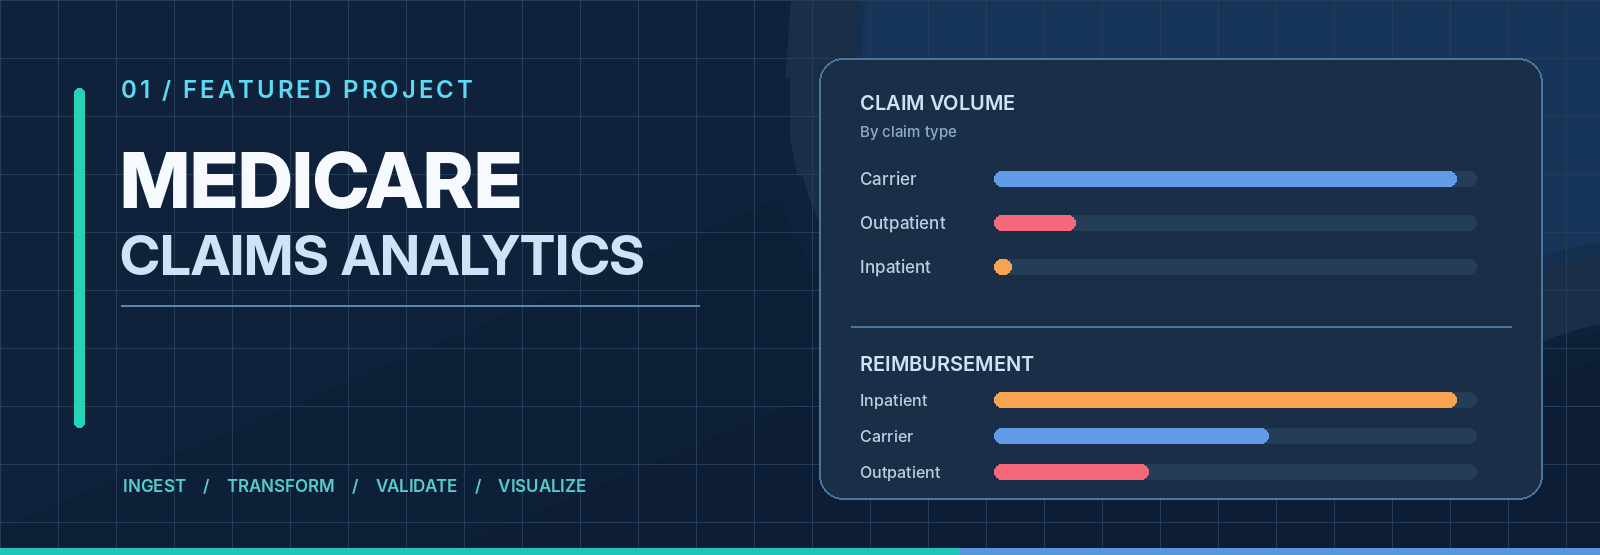 01 / FEATURED PROJECT
MEDICARE
CLAIMS ANALYTICS
INGEST / TRANSFORM / VALIDATE / VISUALIZE
CLAIM VOLUME
By claim type
Carrier
Outpatient
Inpatient
REIMBURSEMENT
Inpatient
Carrier
Outpatient